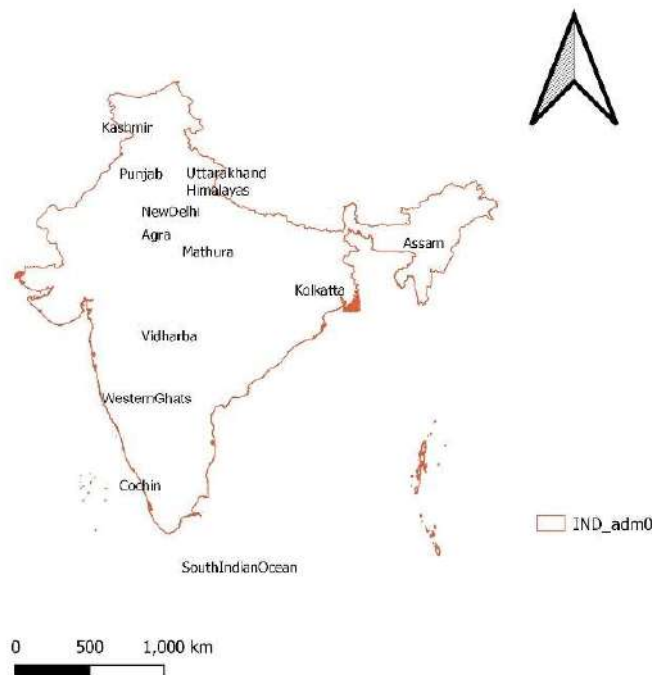 Kashmir
Punjab
Uttarakhand
Himalayas
NewDelhi
Agra
Mathura
Assam
Kolkatta
Vidharba
WesternGhats
Cochin
IND_adm0
SouthIndianOcean
0 500 1,000 km